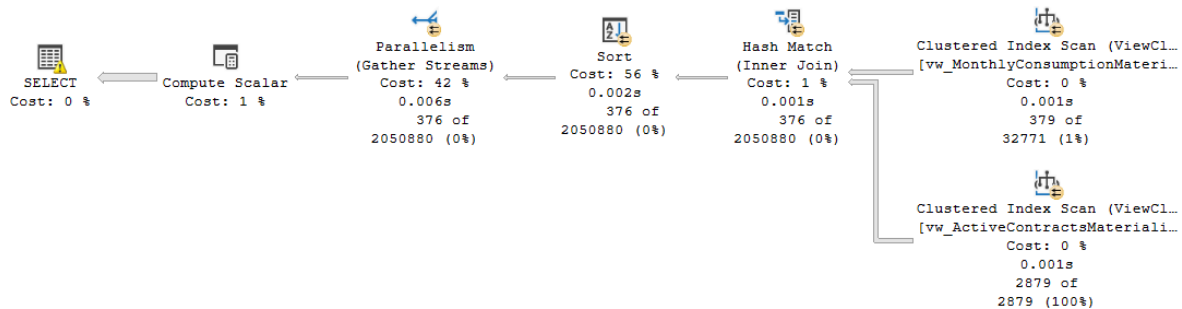 SELECT
Cost: 0 %
Compute Scalar
Cost: 1 %
Parallelism
(Gather Streams)
Cost: 42 %
0.006s
376 of
2050880 (0%)
Sort
Cost: 56 %
0.002s
376 of
2050880 (0%)
Hash Match
(Inner Join)
Cost: 1 %
0.001s
376 of
2050880 (0%)
Clustered Index Scan (ViewCl…
[vw_MonthlyConsumptionMateri…
Cost: 0 %
0.001s
379 of
32771 (1%)
Clustered Index Scan (ViewCl…
[vw_ActiveContractsMateriali…
Cost: 0 %
0.001s
2879 of
2879 (100%)